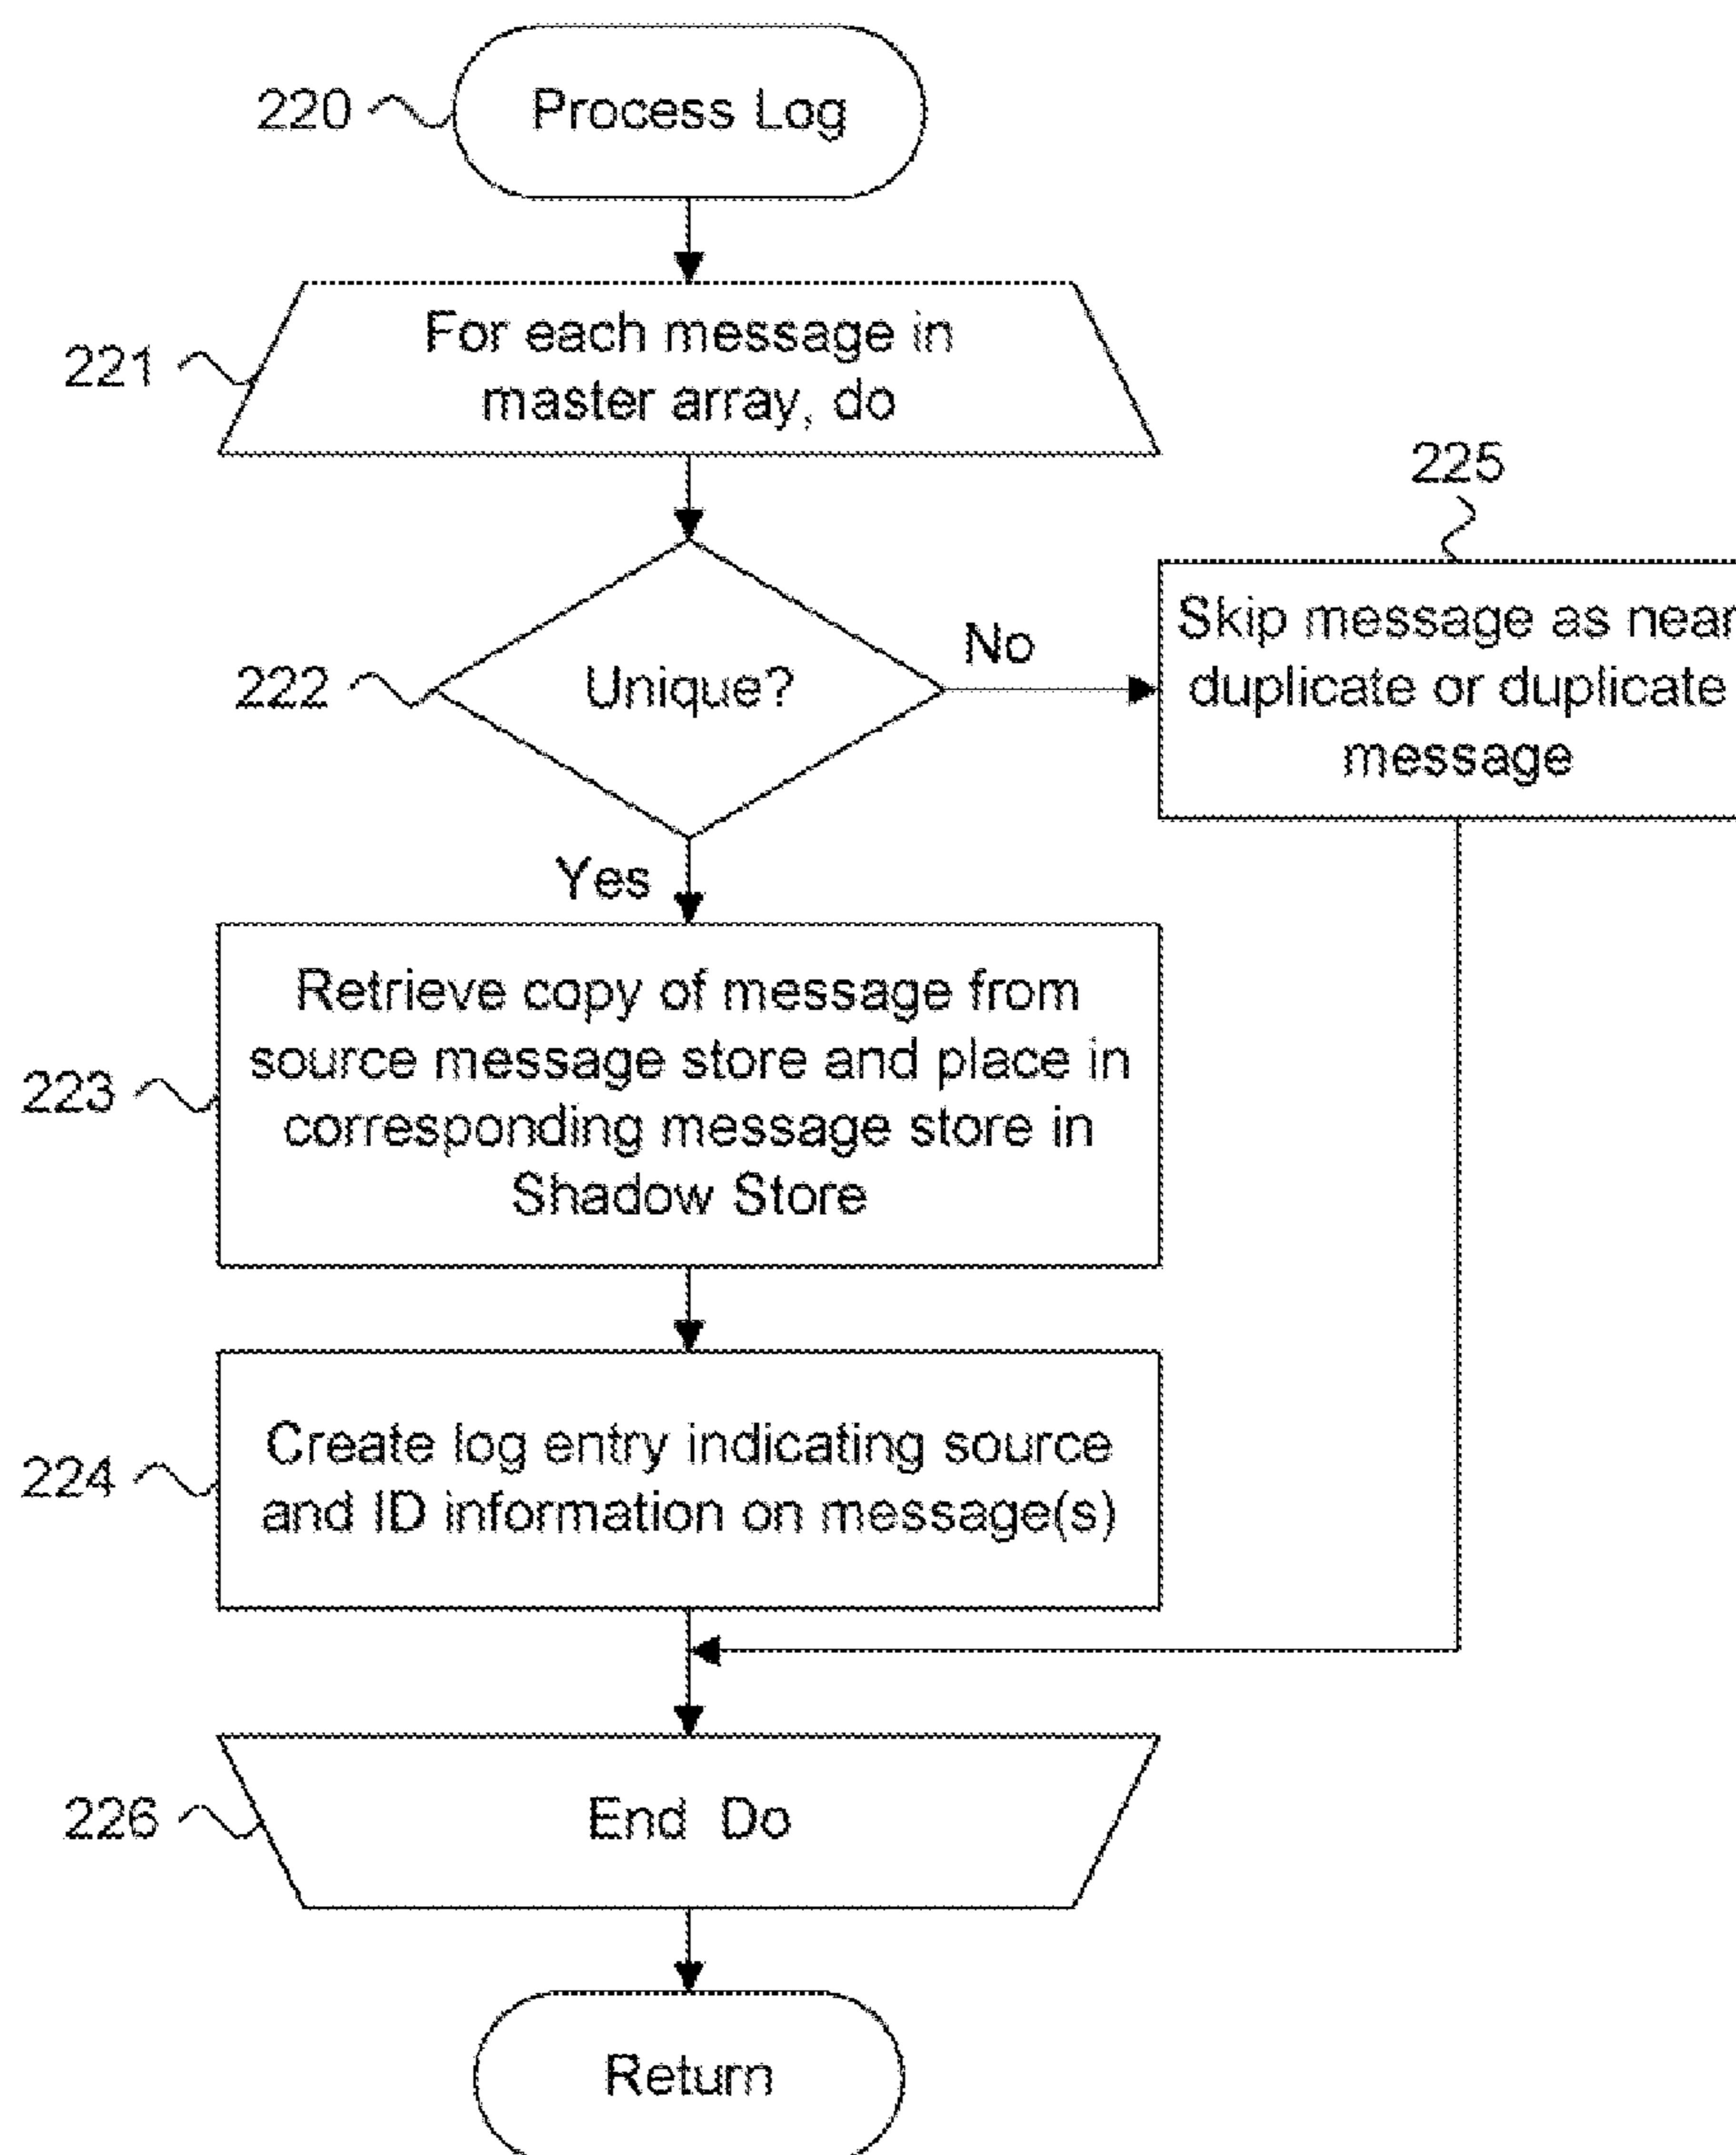 220
Process Log
221
For each message in
master array, do
225
222
Unique?
No
Skip message as near
duplicate or duplicate
message
Yes
223
Retrieve copy of message from
source message store and place in
corresponding message store in
Shadow Store
224
Create log entry indicating source
and ID information on message(s)
226
End Do
Return